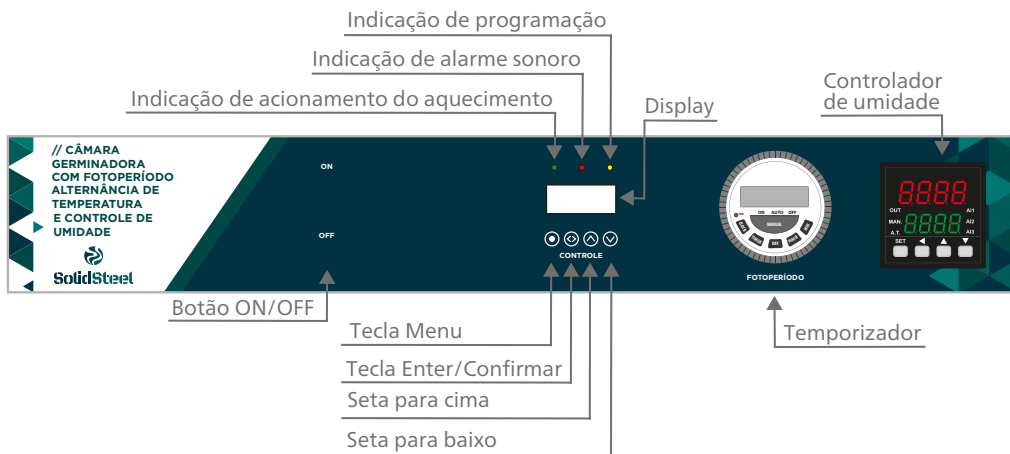 Indicação de programação
Indicação de alarme sonoro
Indicação de acionamento do aquecimento
Display
Controlador
de umidade
// CÂMARA
GERMINADORA
COM FOTOPERÍODO
ALTERNÂNCIA DE
TEMPERATURA
E CONTROLE DE
UMIDADE
SolidSteel
ON
OFF
CONTROLE
ON AUTO OFF
MANUAL
DAY
FOTOPERÍODO
8888
OUT
AI1
MAN.
8888
AI2
A.T.
AI3
SET
Botão ON/OFF
Tecla Menu
Tecla Enter/Confirmar
Seta para cima
Seta para baixo
Temporizador